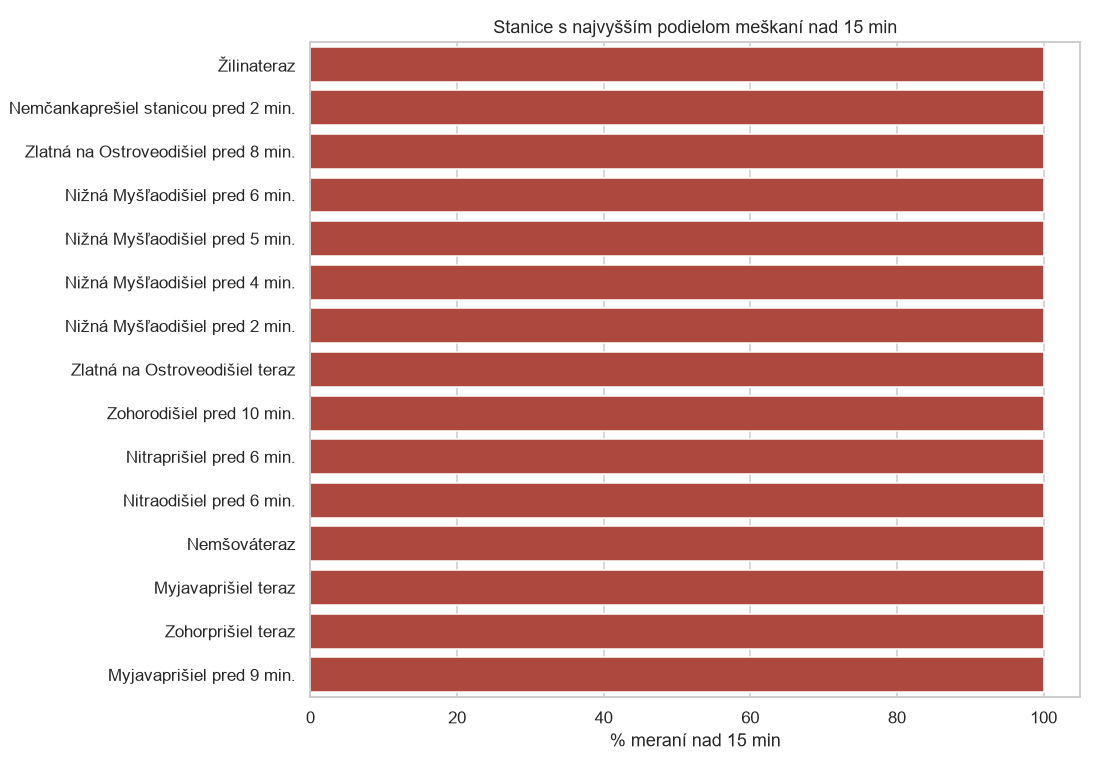 Stanice s najvyšším podielom meškaní nad 15 min
Žilinateraz
Nemčankaprešiel stanicou pred 2 min.
Zlatná na Ostroveodišiel pred 8 min.
Nižná Myšľaodišiel pred 6 min.
Nižná Myšľaodišiel pred 5 min.
Nižná Myšľaodišiel pred 4 min.
Nižná Myšľaodišiel pred 2 min.
Zlatná na Ostroveodišiel teraz
Zohorodišiel pred 10 min.
Nitraprišiel pred 6 min.
Nitraodišiel pred 6 min.
Nemšováteraz
Myjavaprišiel teraz
Zohorprišiel teraz
Myjavaprišiel pred 9 min.
0 20 40 60 80 100
% meraní nad 15 min